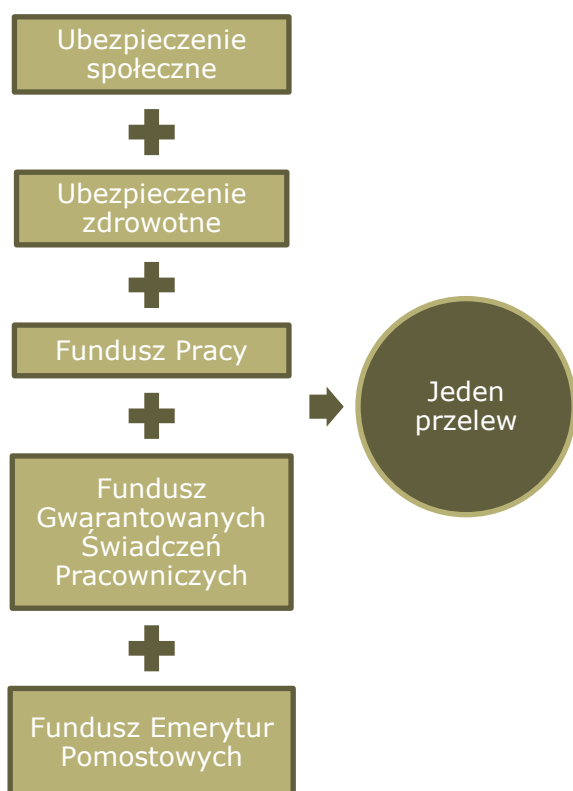 Ubezpieczenie
społeczne
Ubezpieczenie
zdrowotne
Fundusz Pracy
Fundusz
Gwarantowanych
Świadczeń
Pracowniczych
Fundusz Emerytur
Pomostowych
Jeden
przelew